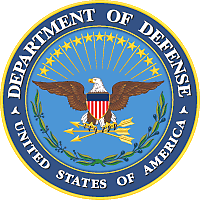 DEPARTMENT OF DEFENSE
UNITED STATES OF AMERICA